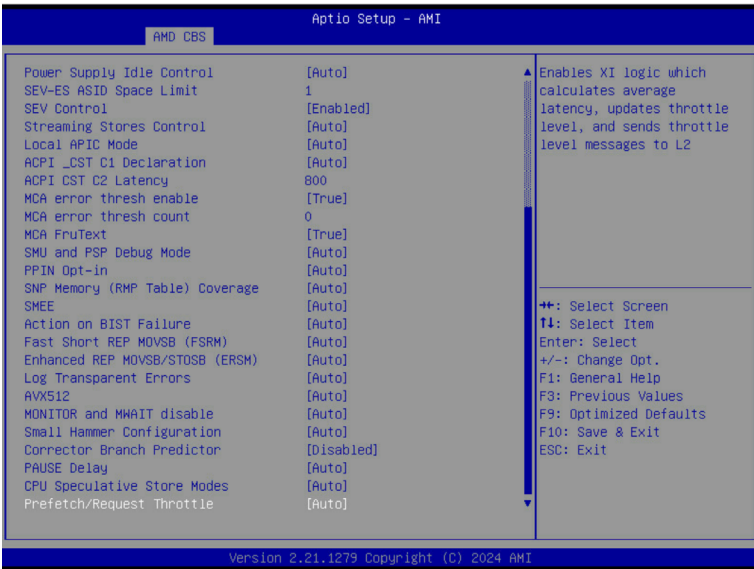 Aptio Setup – AMI
AMD CBS
Power Supply Idle Control [Auto]
SEV-ES ASID Space Limit 1
SEV Control [Enabled]
Streaming Stores Control [Auto]
Local APIC Mode [Auto]
ACPI _CST C1 Declaration [Auto]
ACPI CST C2 Latency 800
MCA error thresh enable [True]
MCA error thresh count 0
MCA FruText [True]
SMU and PSP Debug Mode [Auto]
PPIN Opt-in [Auto]
SNP Memory (RMP Table) Coverage [Auto]
SMEE [Auto]
Action on BIST Failure [Auto]
Fast Short REP MOVSB (FSRM) [Auto]
Enhanced REP MOVSB/STOSB (ERSM) [Auto]
Log Transparent Errors [Auto]
AVX512 [Auto]
MONITOR and MWAIT disable [Auto]
Small Hammer Configuration [Auto]
Corrector Branch Predictor [Disabled]
PAUSE Delay [Auto]
CPU Speculative Store Modes [Auto]
Prefetch/Request Throttle [Auto]
Enables XI logic which
calculates average
latency, updates throttle
level, and sends throttle
level messages to L2
→←: Select Screen
↑↓: Select Item
Enter: Select
+/-: Change Opt.
F1: General Help
F3: Previous Values
F9: Optimized Defaults
F10: Save & Exit
ESC: Exit
Version 2.21.1279 Copyright (C) 2024 AMI